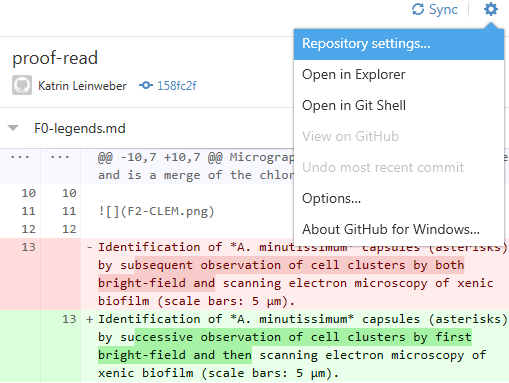 Sync
Repository settings...
proof-read
Katrin Leinweber 158fc2f
Open in Explorer
Open in Git Shell
View on GitHub
Undo most recent commit
Options...
About GitHub for Windows...
F0-legends.md
... ... @@ -10,7 +10,7 @@ Microgra
and is a merge of the chlor
10 10
11 11 ![](F2-CLEM.png)
12 12
13 - Identification of *A. minutissimum* capsules (asterisks)
by subsequent observation of cell clusters by both
bright-field and scanning electron microscopy of xenic
biofilm (scale bars: 5 µm).
13 + Identification of *A. minutissimum* capsules (asterisks)
by successive observation of cell clusters by first
bright-field and then scanning electron microscopy of
xenic biofilm (scale bars: 5 µm).